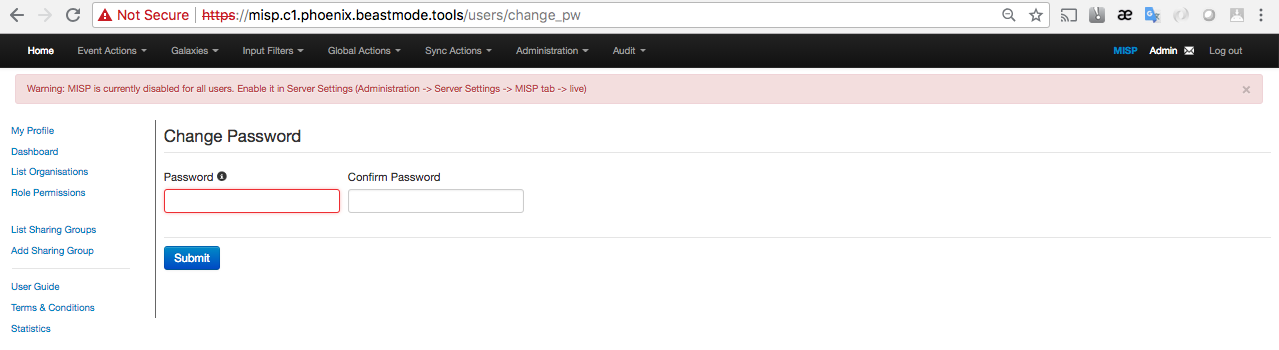 Not Secure https://misp.c1.phoenix.beastmode.tools/users/change_pw
Home Event Actions Galaxies Input Filters Global Actions Sync Actions Administration Audit MISP Admin Log out
Warning: MISP is currently disabled for all users. Enable it in Server Settings (Administration -> Server Settings -> MISP tab -> live) ×
My Profile
Dashboard
List Organisations
Role Permissions
List Sharing Groups
Add Sharing Group
User Guide
Terms & Conditions
Statistics
Change Password
Password Confirm Password
Submit